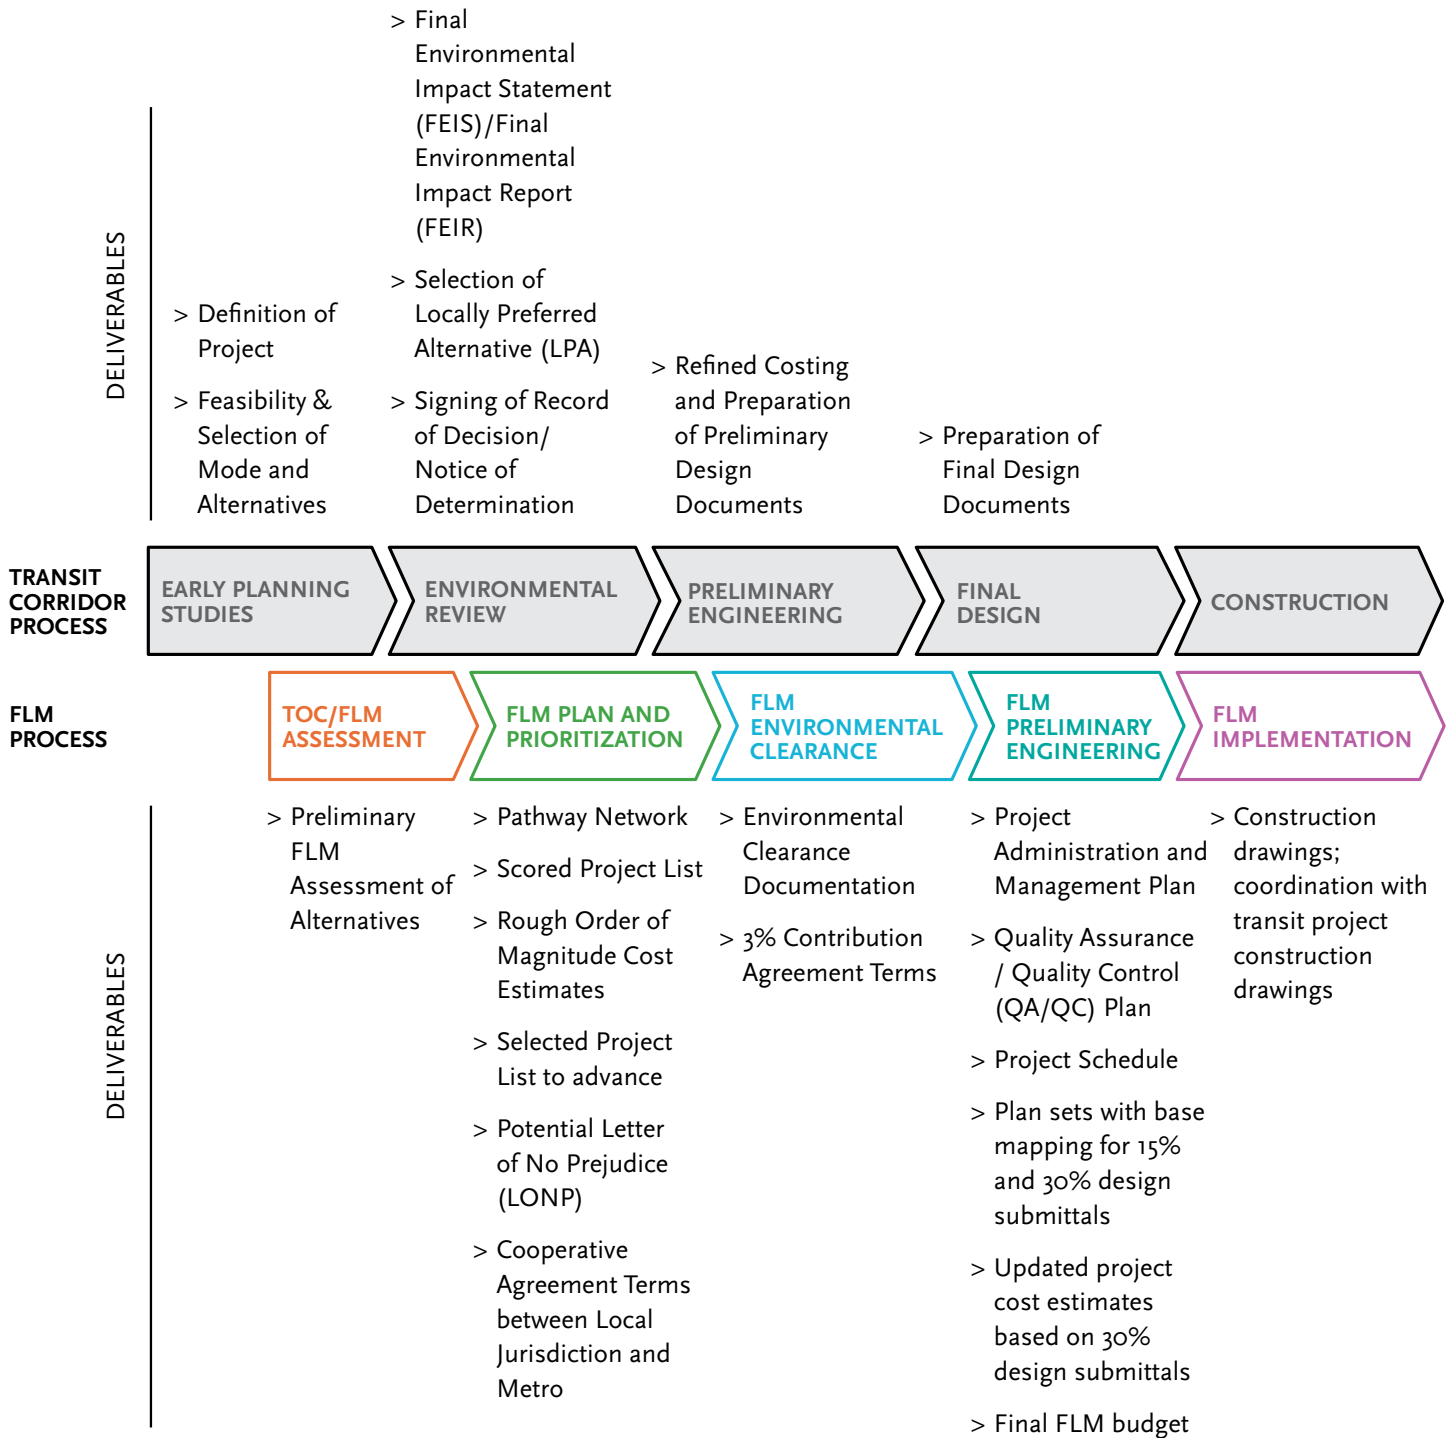 DELIVERABLES
> Definition of
Project
> Feasibility &
Selection of
Mode and
Alternatives
> Final
Environmental
Impact Statement
(FEIS)/Final
Environmental
Impact Report
(FEIR)
> Selection of
Locally Preferred
Alternative (LPA)
> Signing of Record
of Decision/
Notice of
Determination
> Refined Costing
and Preparation
of Preliminary
Design
Documents
> Preparation of
Final Design
Documents
TRANSIT
CORRIDOR
PROCESS
EARLY PLANNING
STUDIES
ENVIRONMENTAL
REVIEW
PRELIMINARY
ENGINEERING
FINAL
DESIGN
CONSTRUCTION
FLM
PROCESS
TOC/FLM
ASSESSMENT
FLM PLAN AND
PRIORITIZATION
FLM
ENVIRONMENTAL
CLEARANCE
FLM
PRELIMINARY
ENGINEERING
FLM
IMPLEMENTATION
DELIVERABLES
> Preliminary
FLM
Assessment of
Alternatives
> Pathway Network
> Scored Project List
> Rough Order of
Magnitude Cost
Estimates
> Selected Project
List to advance
> Potential Letter
of No Prejudice
(LONP)
> Cooperative
Agreement Terms
between Local
Jurisdiction and
Metro
> Environmental
Clearance
Documentation
> 3% Contribution
Agreement Terms
> Project
Administration and
Management Plan
> Quality Assurance
/ Quality Control
(QA/QC) Plan
> Project Schedule
> Plan sets with base
mapping for 15%
and 30% design
submittals
> Updated project
cost estimates
based on 30%
design submittals
> Final FLM budget
> Construction
drawings;
coordination with
transit project
construction
drawings